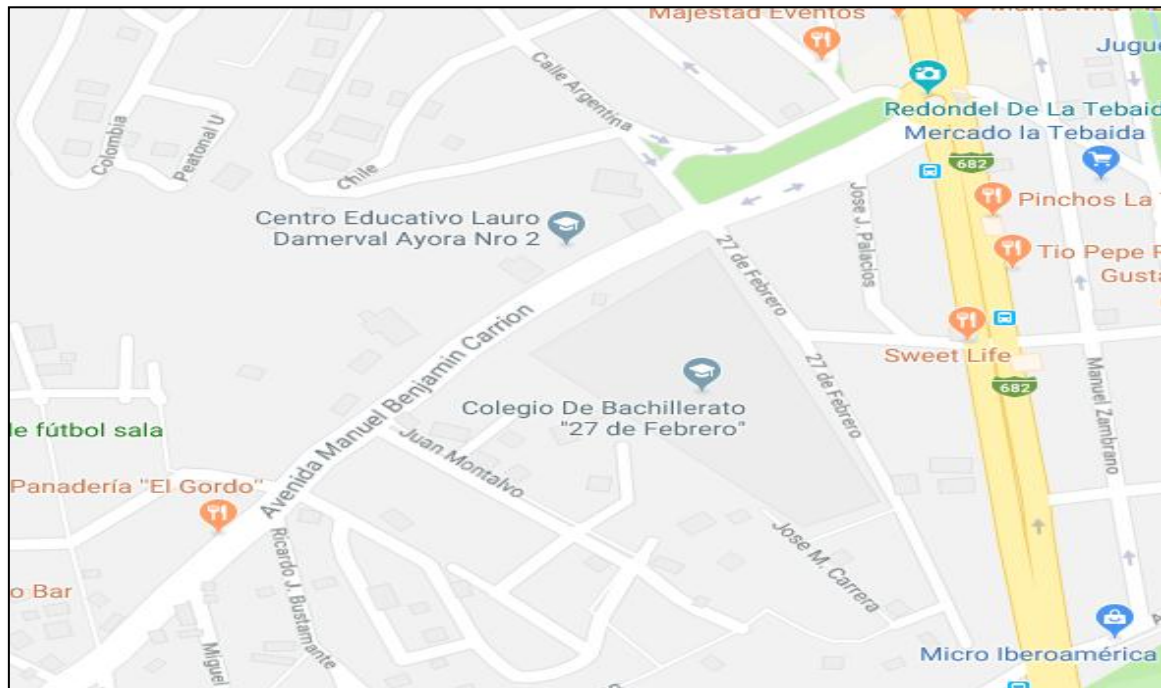 Majestad Eventos
Jugue
Calle Argentina
Redondel De La Tebaid
Mercado la Tebaida
Colombia
Peatonal U
Chile
682
Pinchos La
Jose J. Palacios
Centro Educativo Lauro
Damerval Ayora Nro 2
27 de Febrero
Tio Pepe
Gusta
Sweet Life
27 de Febrero
682
Avenida Manuel Benjamin Carrion
Colegio De Bachillerato
"27 de Febrero"
Manuel Zambrano
le fútbol sala
Juan Montalvo
Panadería "El Gordo"
Jose M. Carrera
Ricardo J. Bustamante
o Bar
Miguel
Micro Iberoamérica